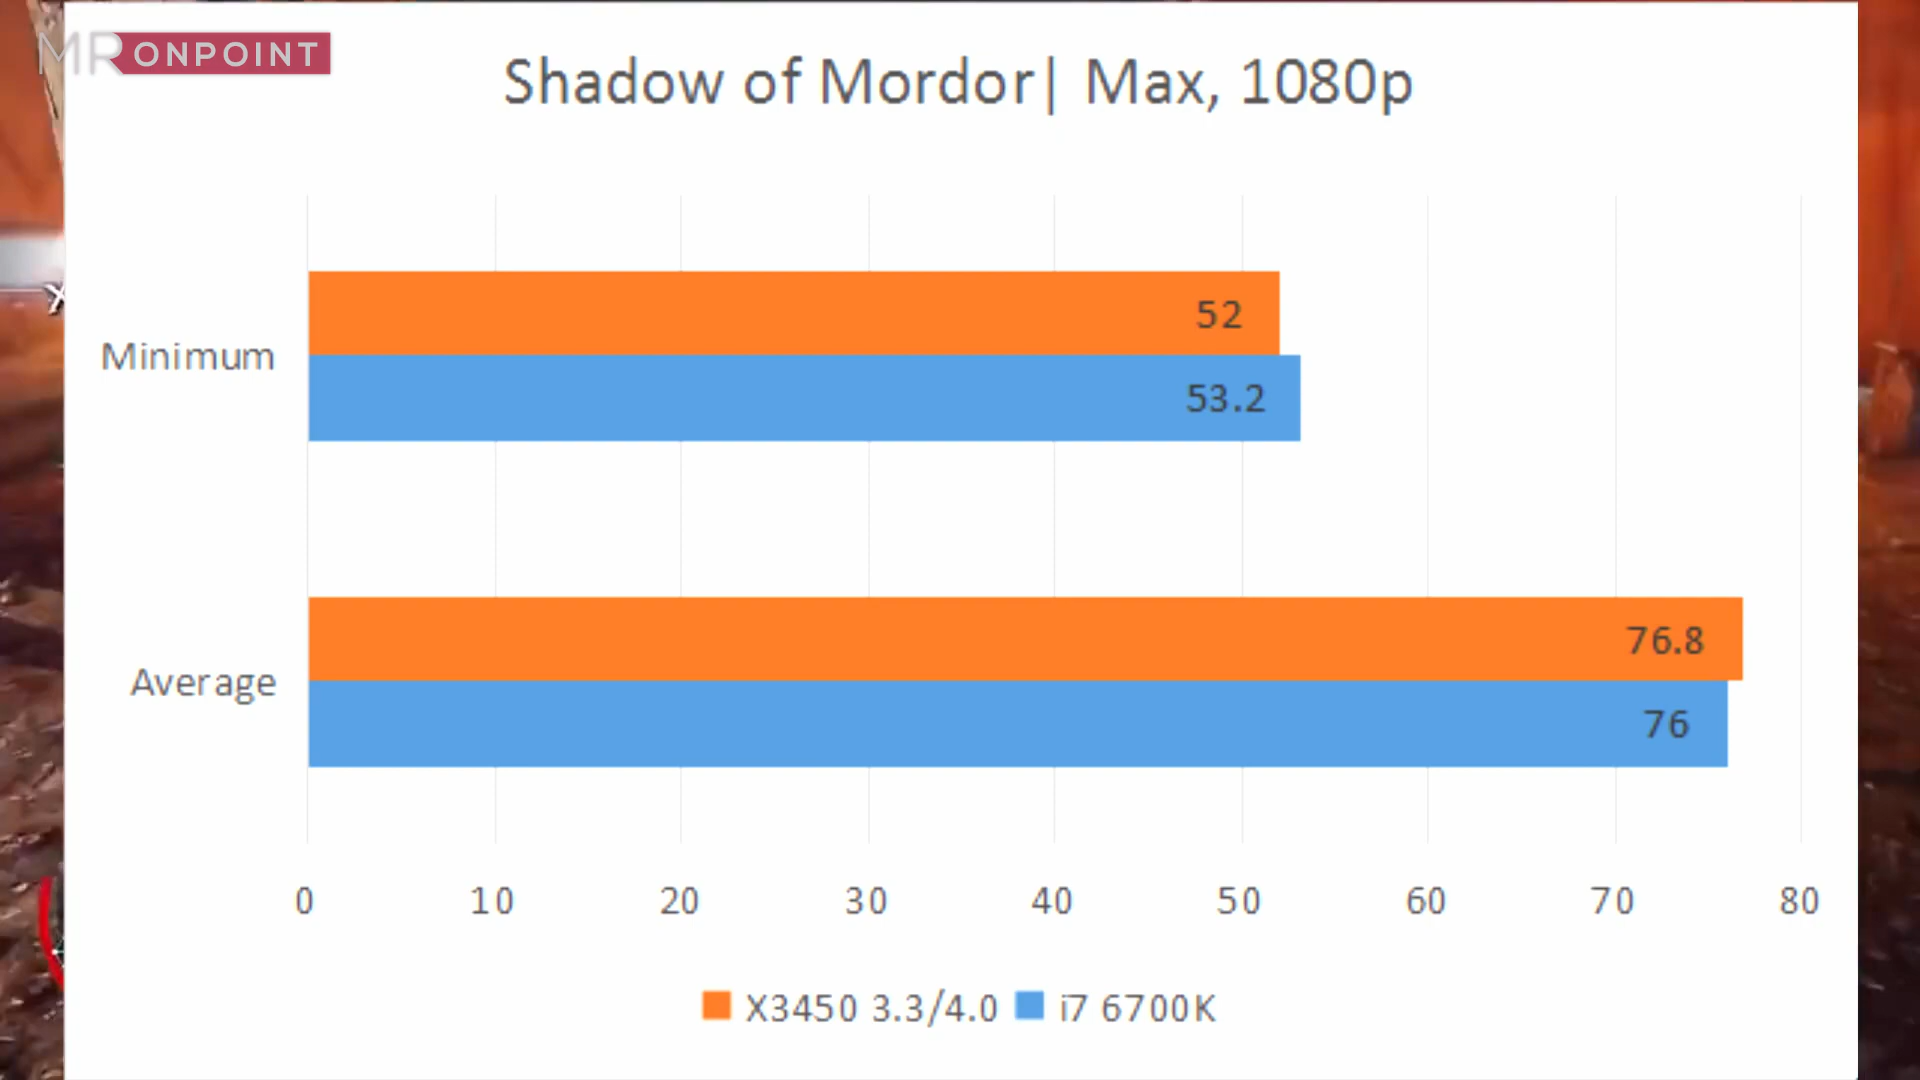 MR ONPOINT
Shadow of Mordor| Max, 1080p
Minimum
52
53.2
Average
76.8
76
0 10 20 30 40 50 60 70 80
X3450 3.3/4.0 i7 6700K